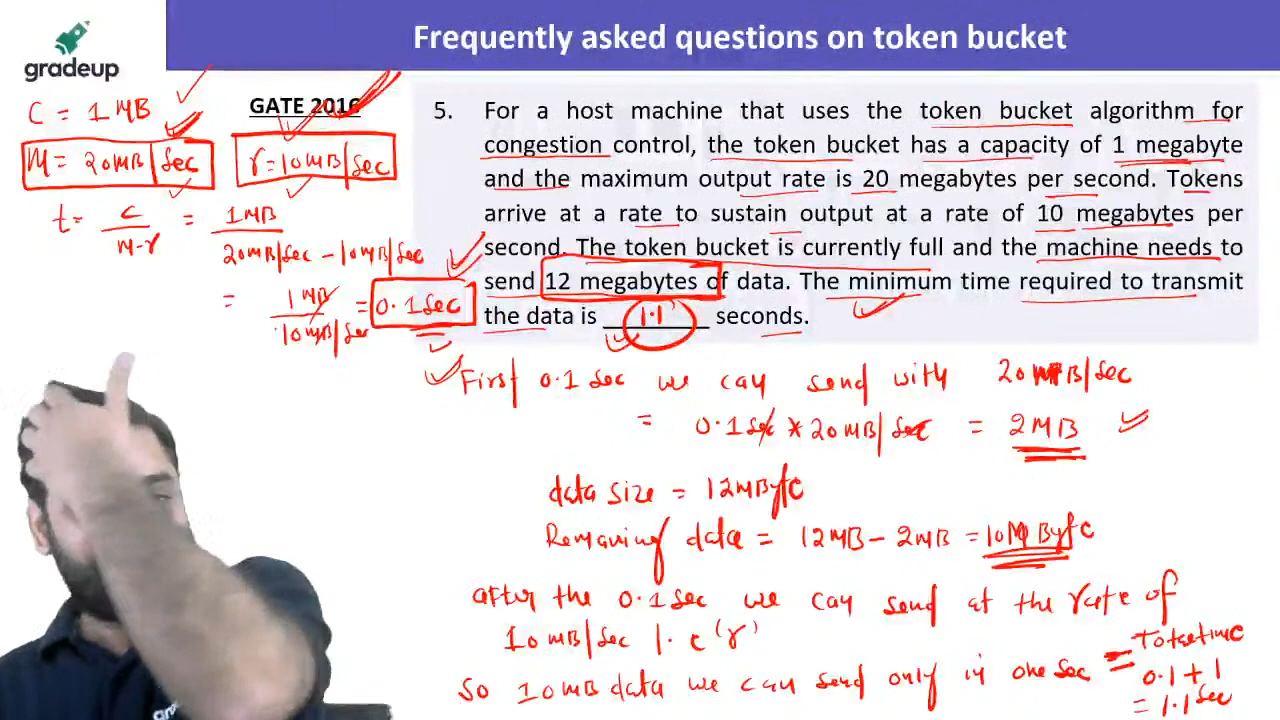 gradeup
Frequently asked questions on token bucket
GATE 2016
5. For a host machine that uses the token bucket algorithm for
congestion control, the token bucket has a capacity of 1 megabyte
and the maximum output rate is 20 megabytes per second. Tokens
arrive at a rate to sustain output at a rate of 10 megabytes per
second. The token bucket is currently full and the machine needs to
send 12 megabytes of data. The minimum time required to transmit
the data is 1.1 seconds.
C = 1 MB
M = 20MB/sec
r = 10MB/sec
t = C/M-r = 1MB/20MB/sec - 10MB/sec
= 1MB/10MB/sec = 0.1 sec
First 0.1 sec we can send with 20MB/sec
= 0.1 sec * 20MB/sec = 2MB
data size = 12MByte
Remaining data = 12MB - 2MB = 10MByte
after the 0.1 sec we can send at the rate of
10MB/sec i.e (r)
So 10MB data we can send only in one sec
= Total time
0.1 + 1
= 1.1 sec